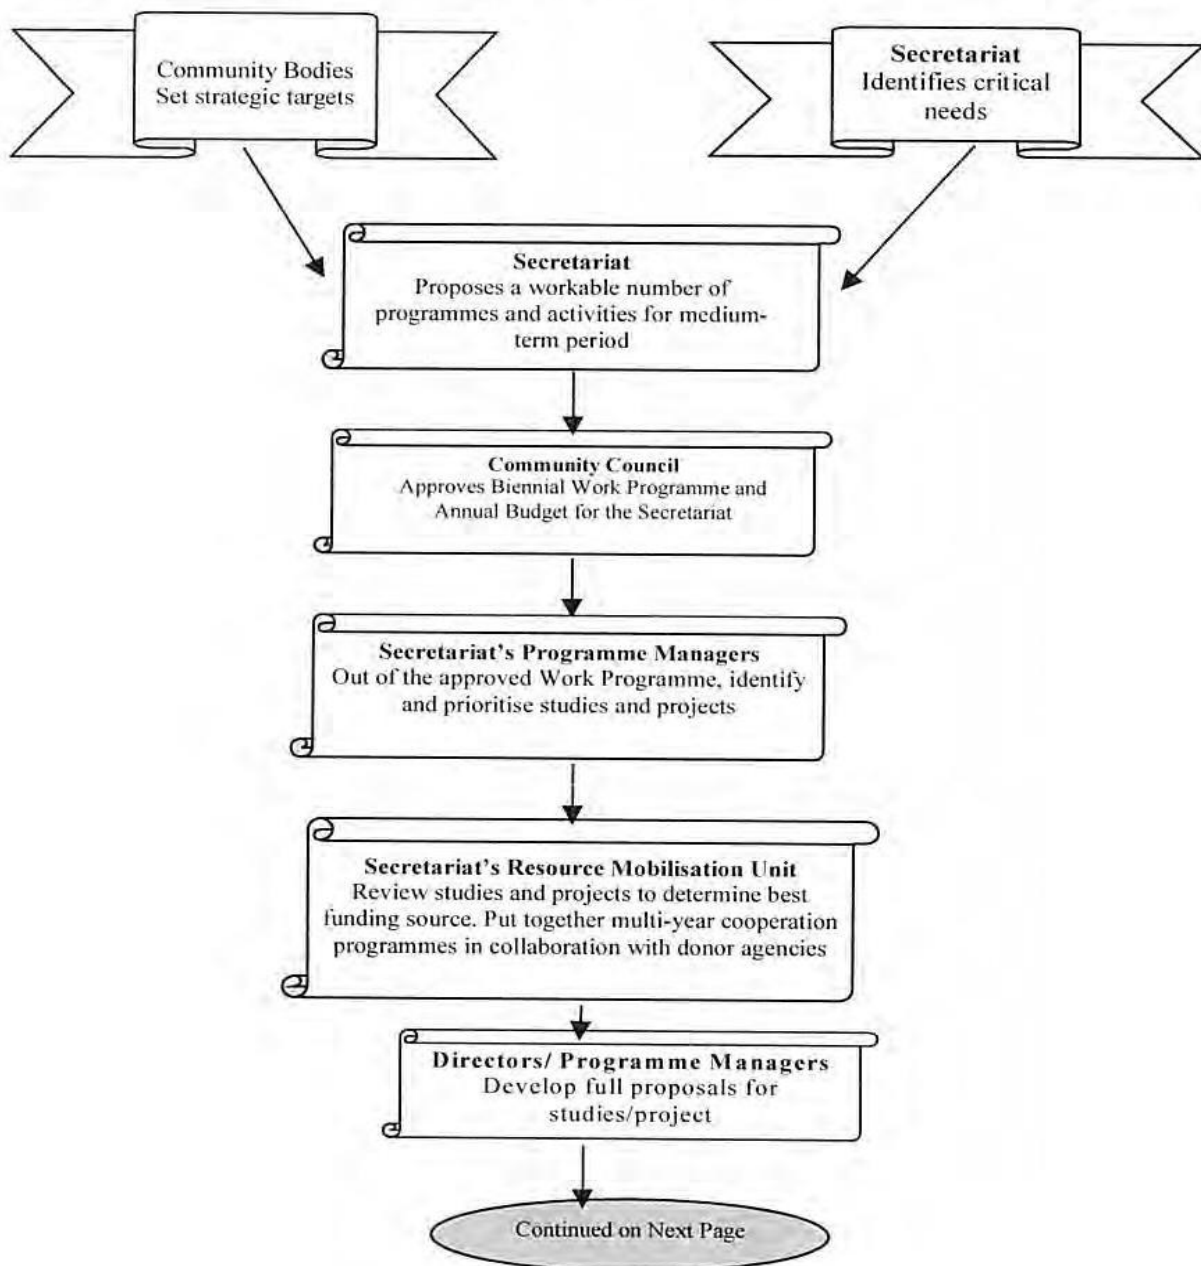 Community Bodies
Set strategic targets
Secretariat
Identifies critical
needs
Secretariat
Proposes a workable number of
programmes and activities for medium-
term period
Community Council
Approves Biennial Work Programme and
Annual Budget for the Secretariat
Secretariat's Programme Managers
Out of the approved Work Programme, identify
and prioritise studies and projects
Secretariat's Resource Mobilisation Unit
Review studies and projects to determine best
funding source. Put together multi-year cooperation
programmes in collaboration with donor agencies
Directors/ Programme Managers
Develop full proposals for
studies/project
Continued on Next Page